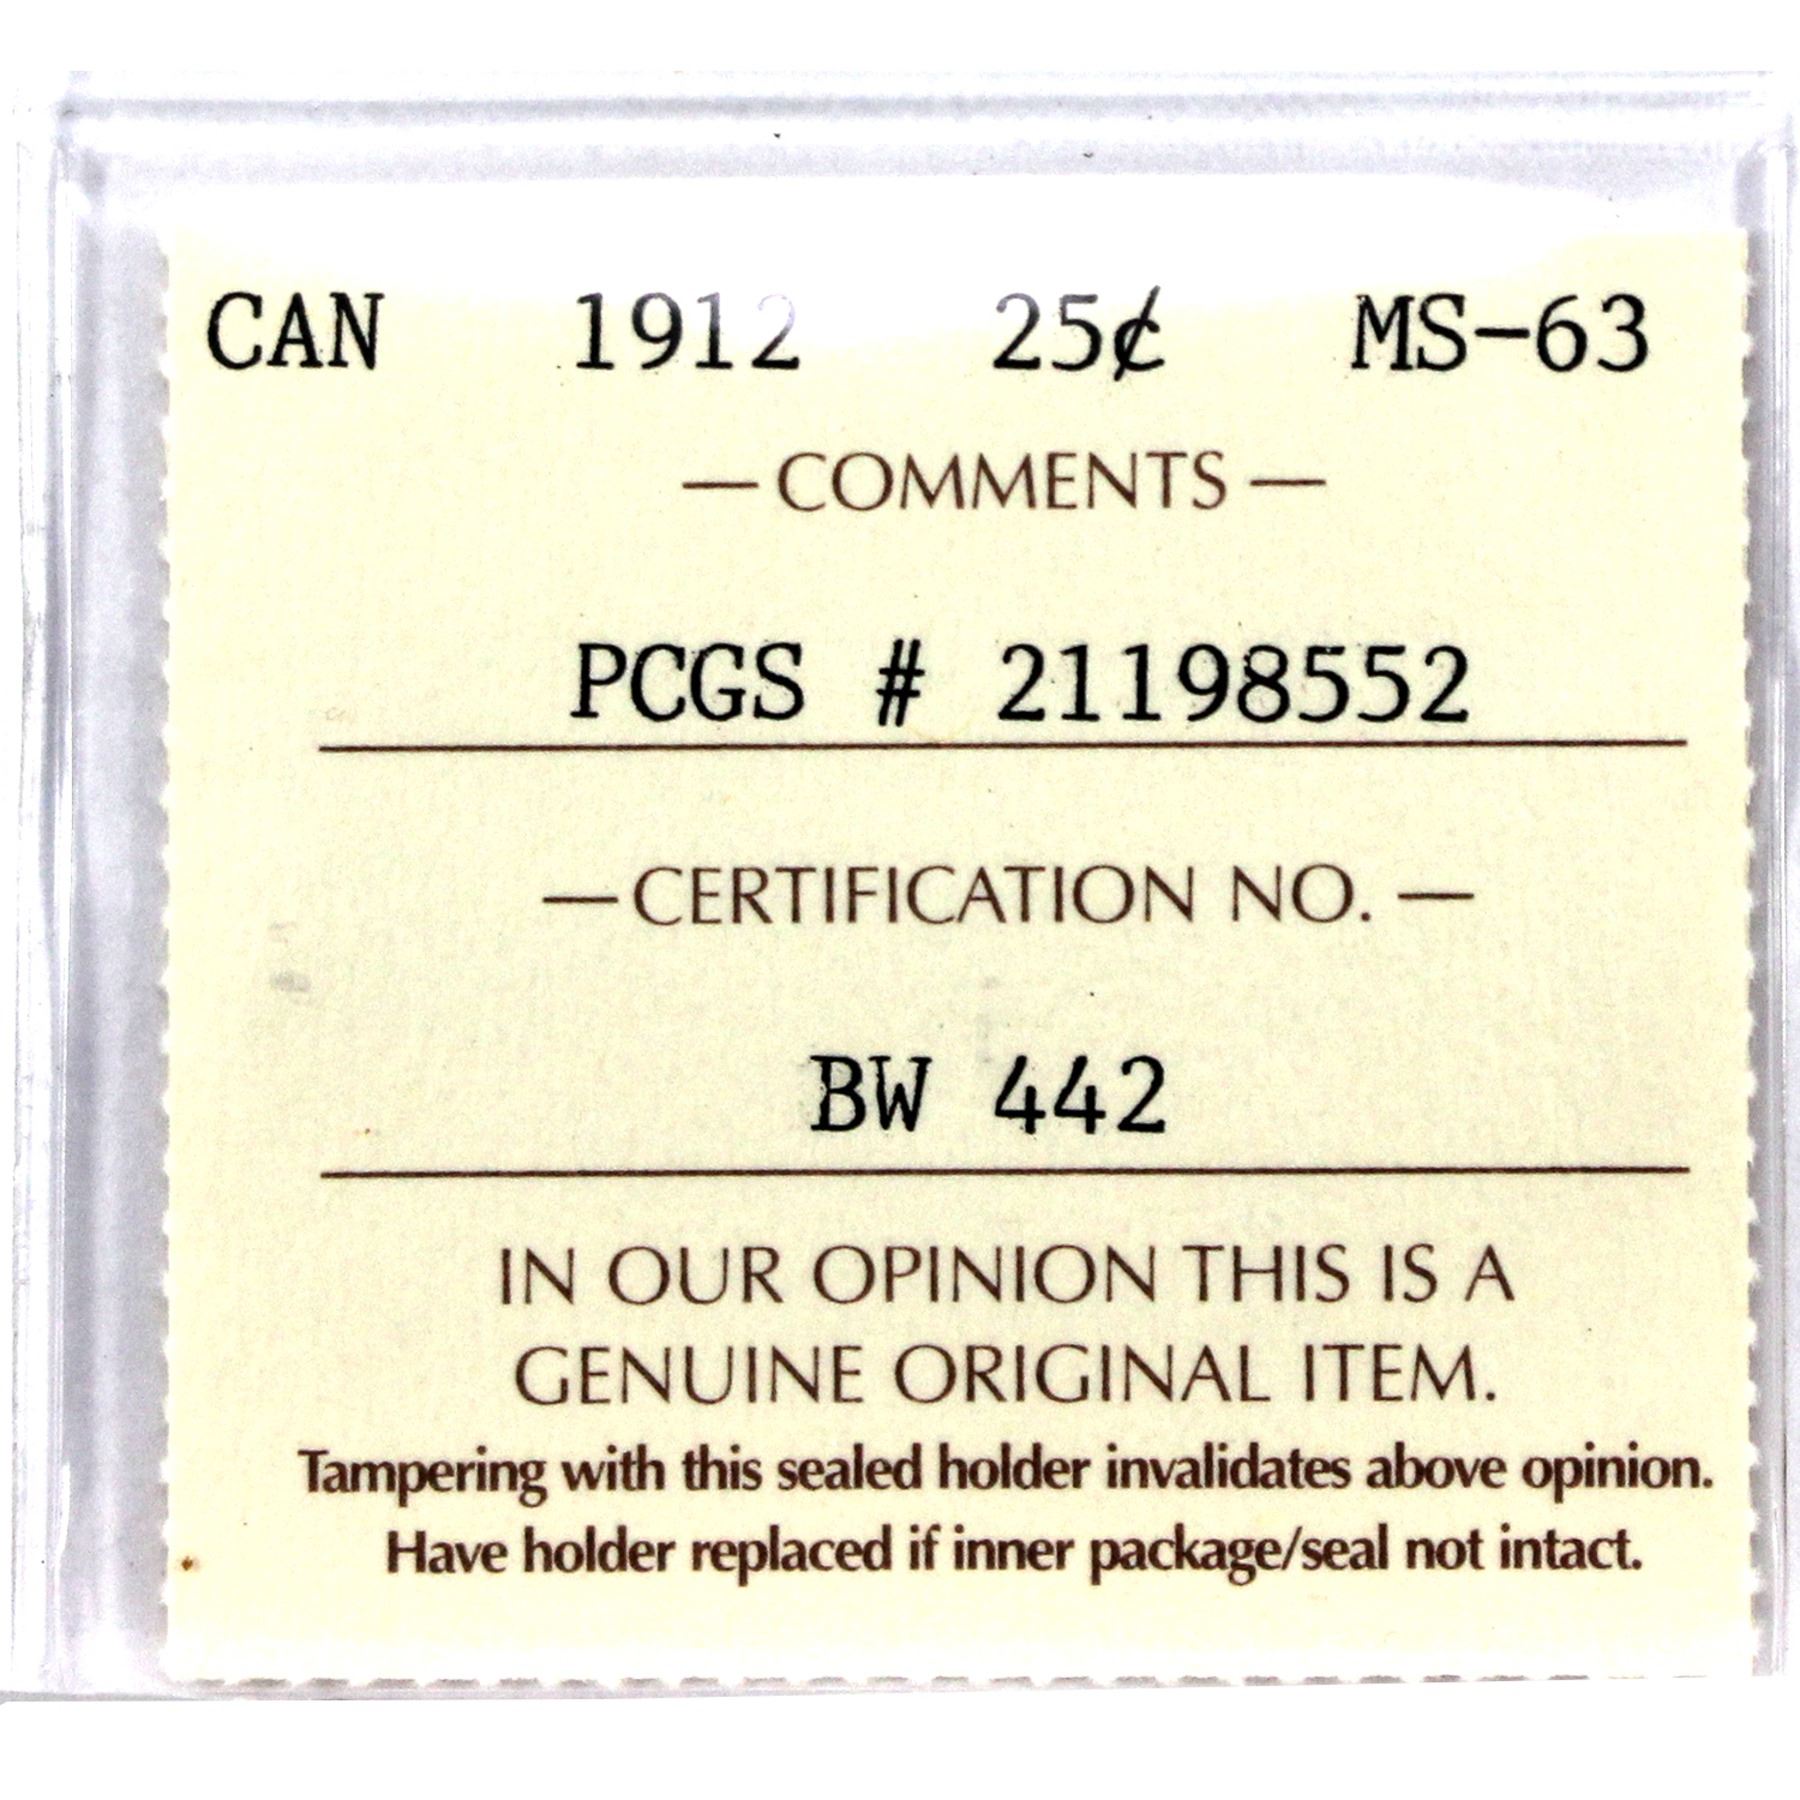 CAN 1912 25¢ MS-63
—COMMENTS—
PCGS # 21198552
—CERTIFICATION NO.—
BW 442
IN OUR OPINION THIS IS A
GENUINE ORIGINAL ITEM.
Tampering with this sealed holder invalidates above opinion.
Have holder replaced if inner package/seal not intact.